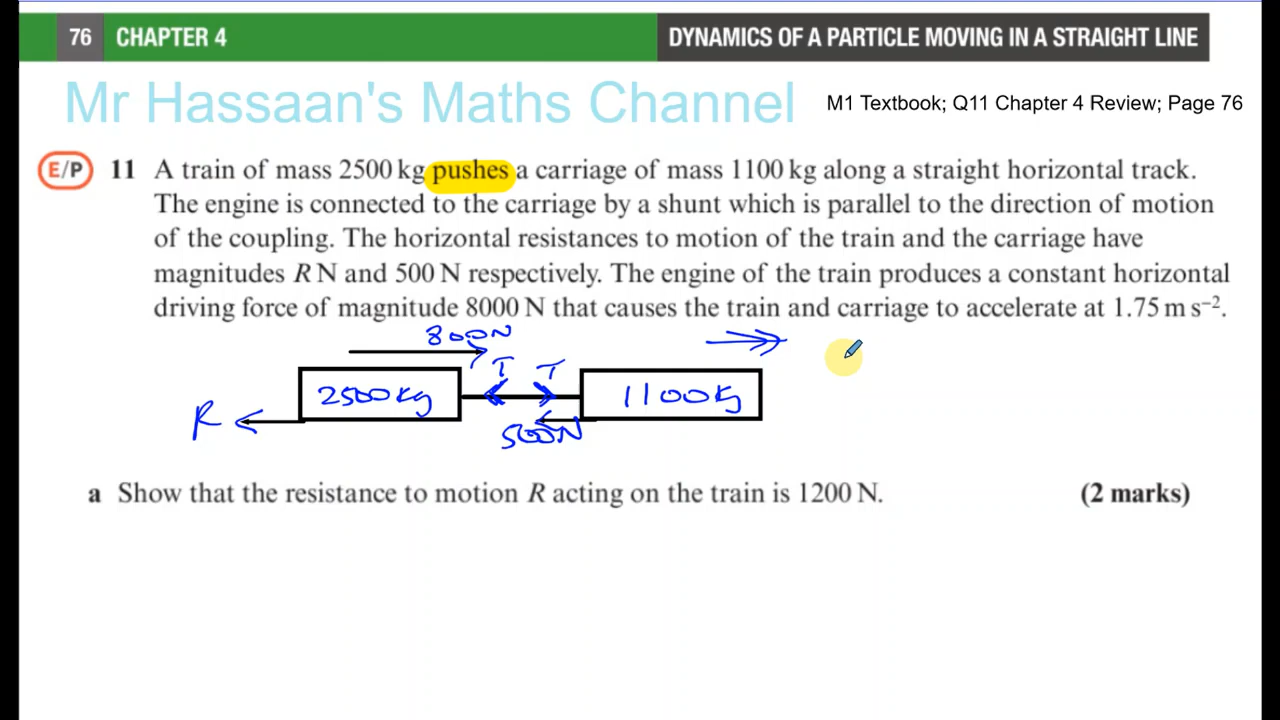 76 CHAPTER 4 DYNAMICS OF A PARTICLE MOVING IN A STRAIGHT LINE
Mr Hassaan's Maths Channel M1 Textbook; Q11 Chapter 4 Review; Page 76
E/P 11 A train of mass 2500 kg pushes a carriage of mass 1100 kg along a straight horizontal track.
The engine is connected to the carriage by a shunt which is parallel to the direction of motion
of the coupling. The horizontal resistances to motion of the train and the carriage have
magnitudes R N and 500 N respectively. The engine of the train produces a constant horizontal
driving force of magnitude 8000 N that causes the train and carriage to accelerate at 1.75 m s⁻².
800N
T T
2500kg 1100kg
R 500N
a Show that the resistance to motion R acting on the train is 1200 N. (2 marks)